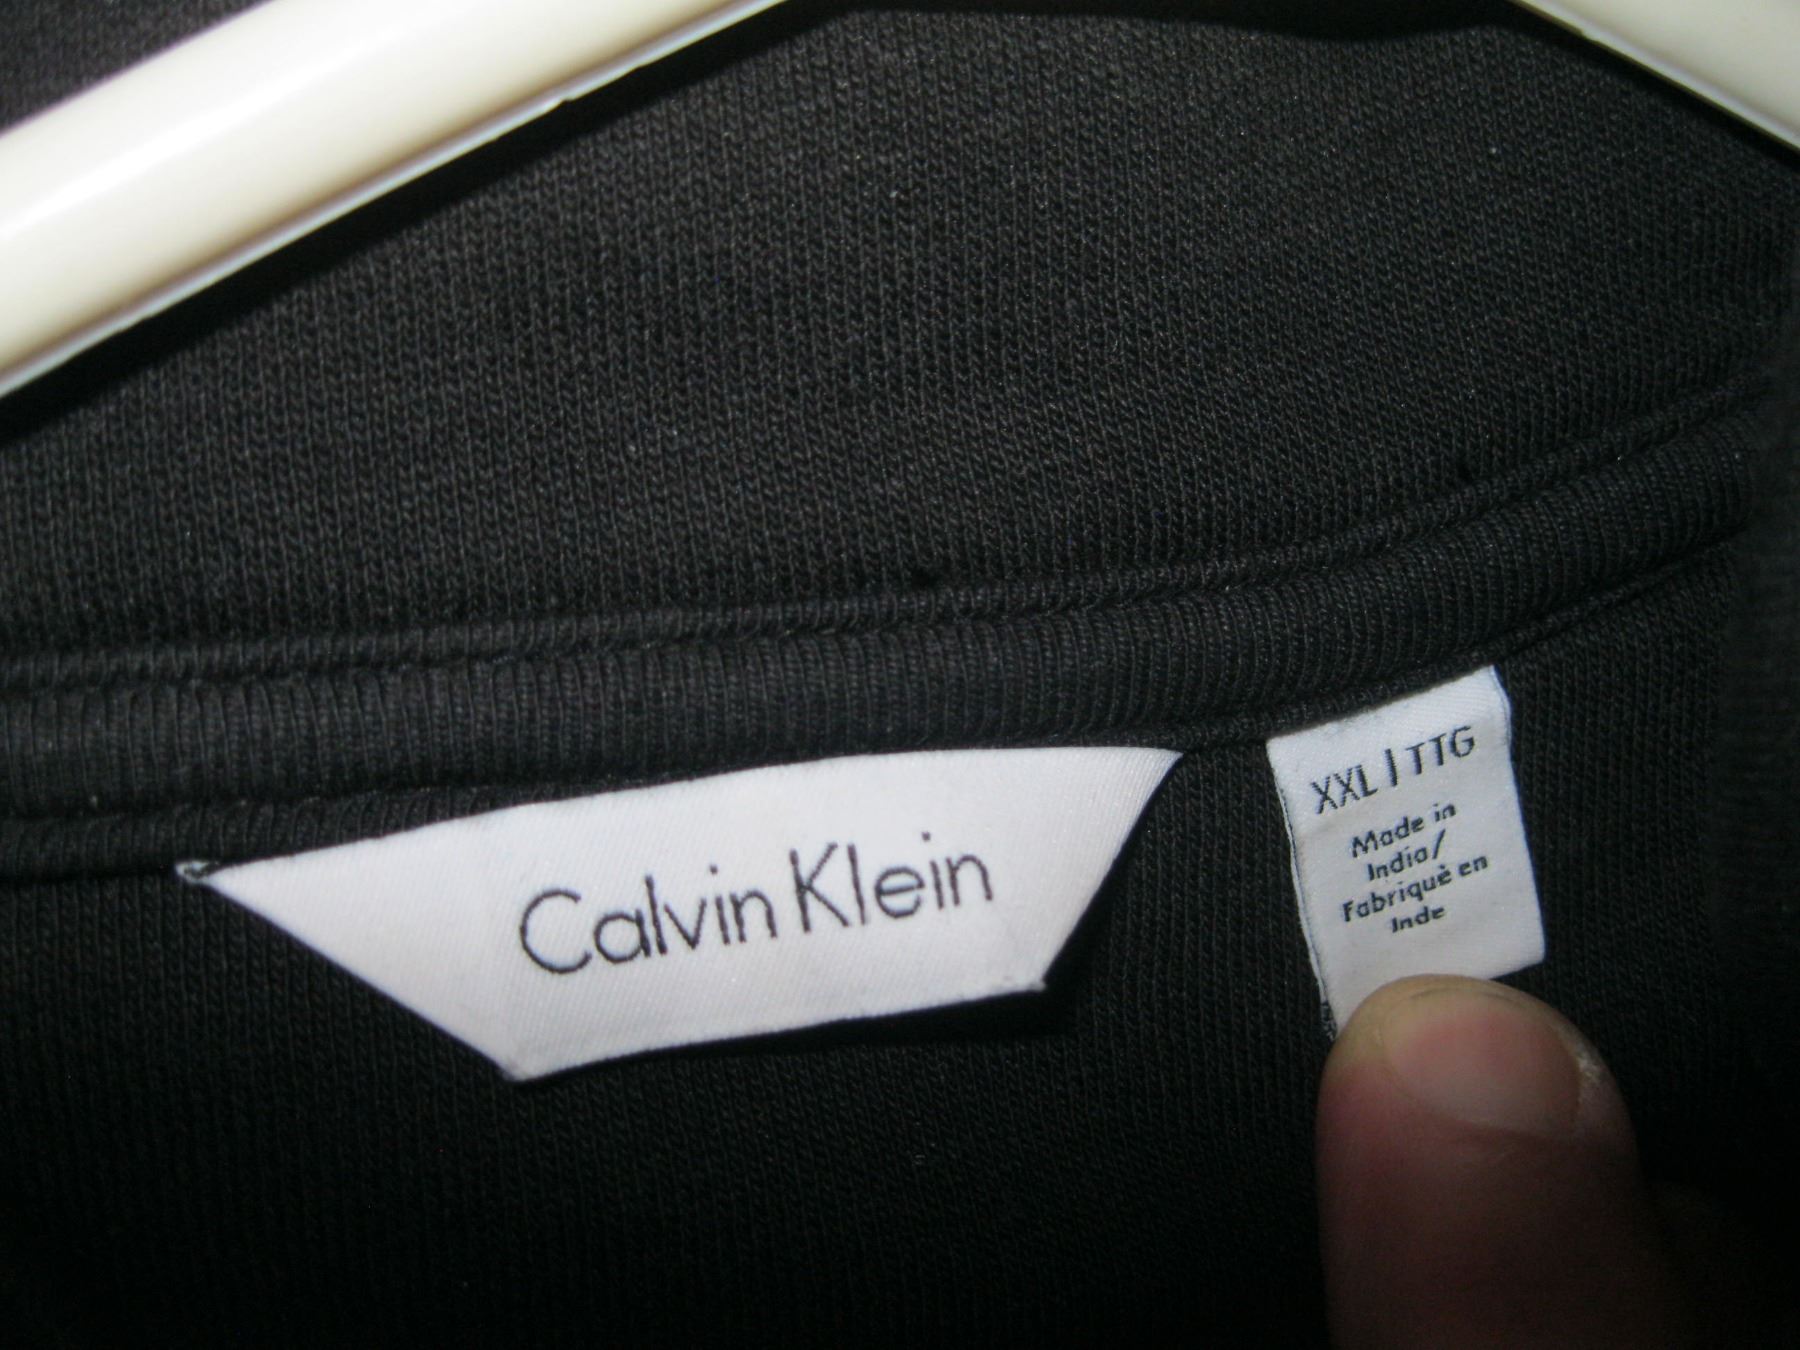 Calvin Klein
XXL | TTG
Made in
India/
Fabriqué en
Inde